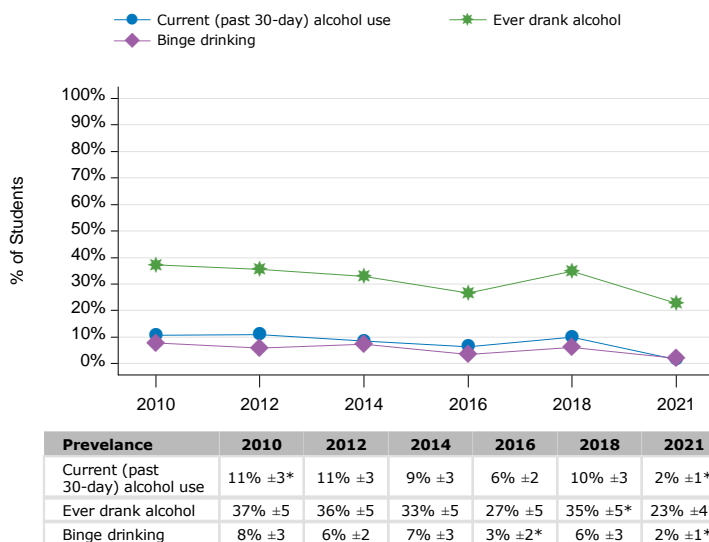 Current (past 30-day) alcohol use
Ever drank alcohol
Binge drinking
% of Students
100%
90%
80%
70%
60%
50%
40%
30%
20%
10%
0%
2010 2012 2014 2016 2018 2021
Prevelance 2010 2012 2014 2016 2018 2021
Current (past
30-day) alcohol use 11% ±3* 11% ±3 9% ±3 6% ±2 10% ±3 2% ±1*
Ever drank alcohol 37% ±5 36% ±5 33% ±5 27% ±5 35% ±5* 23% ±4
Binge drinking 8% ±3 6% ±2 7% ±3 3% ±2* 6% ±3 2% ±1*